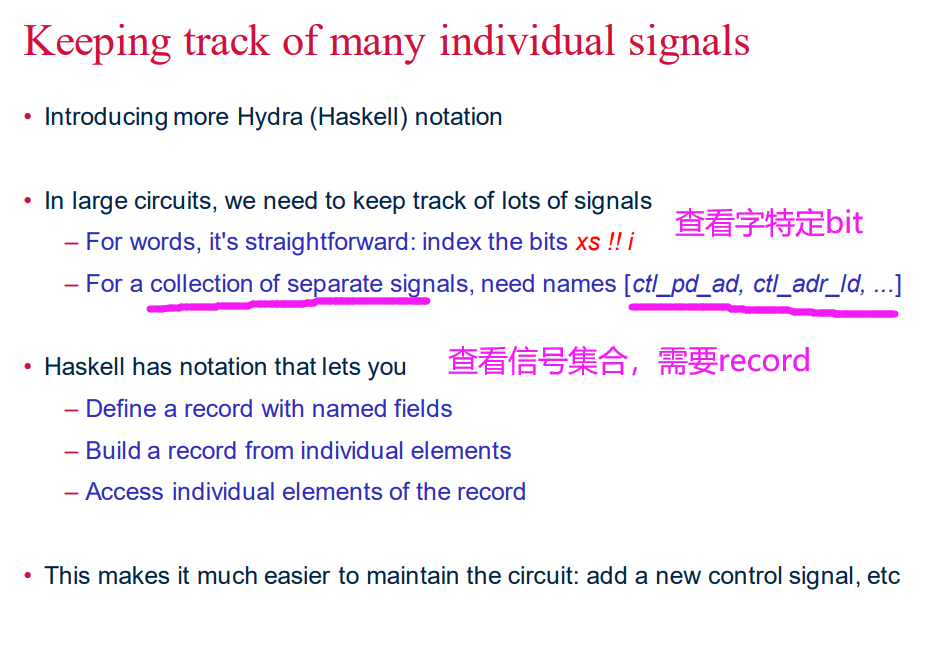 Keeping track of many individual signals
• Introducing more Hydra (Haskell) notation
• In large circuits, we need to keep track of lots of signals
– For words, it's straightforward: index the bits xs !! i
查看字特定bit
– For a collection of separate signals, need names [ctl_pd_ad, ctl_adr_ld, ...]
• Haskell has notation that lets you
查看信号集合，需要record
– Define a record with named fields
– Build a record from individual elements
– Access individual elements of the record
• This makes it much easier to maintain the circuit: add a new control signal, etc